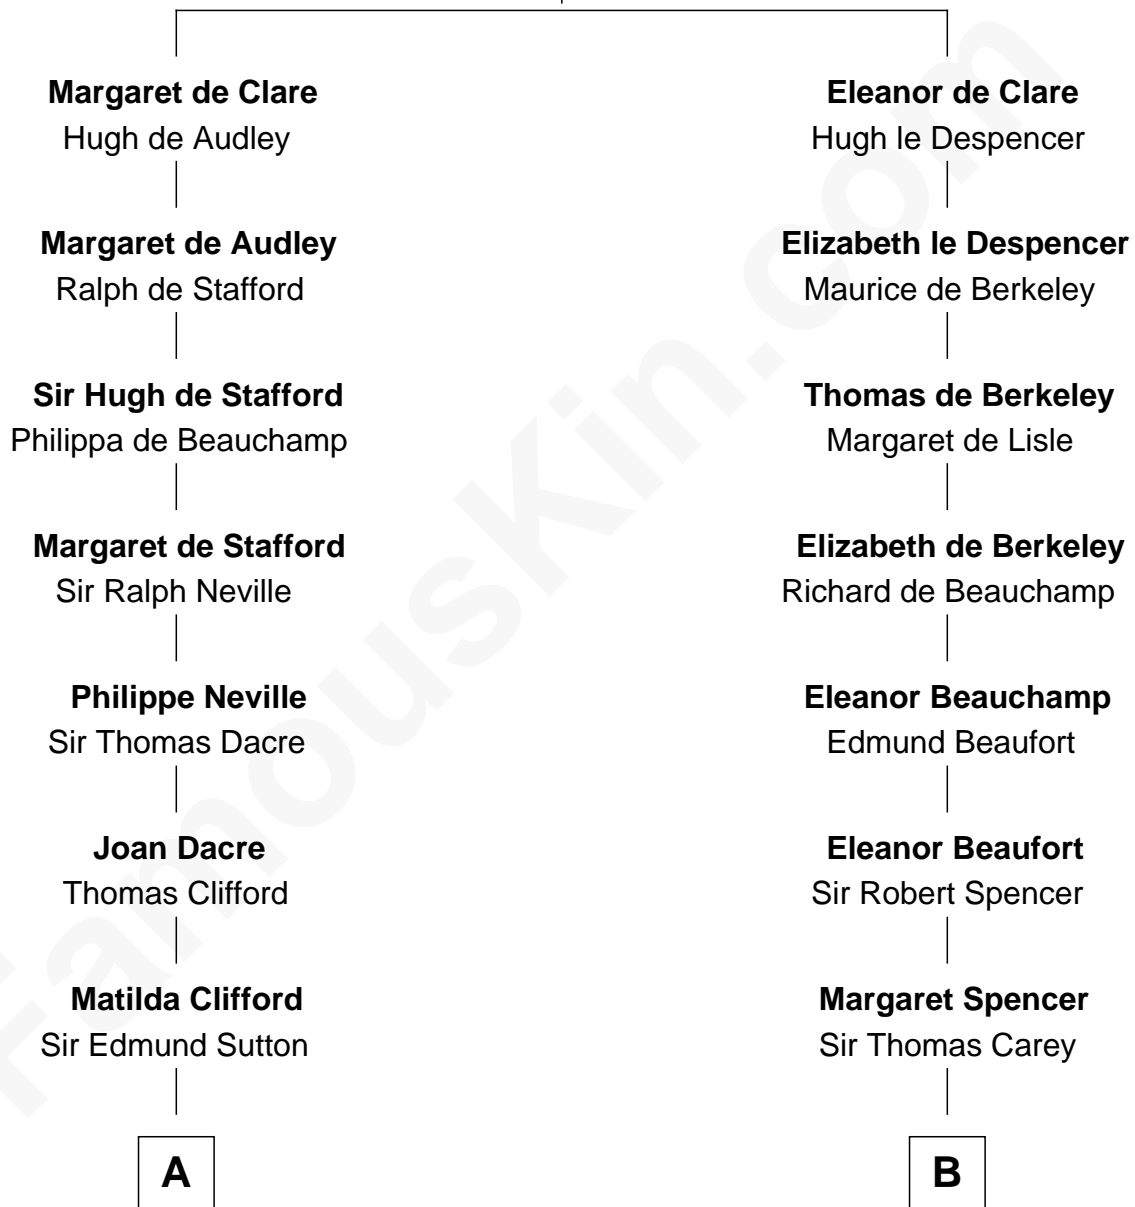 Margaret de Clare
Hugh de Audley
Eleanor de Clare
Hugh le Despencer
Margaret de Audley
Ralph de Stafford
Elizabeth le Despencer
Maurice de Berkeley
Sir Hugh de Stafford
Philippa de Beauchamp
Thomas de Berkeley
Margaret de Lisle
Margaret de Stafford
Sir Ralph Neville
Elizabeth de Berkeley
Richard de Beauchamp
Philippe Neville
Sir Thomas Dacre
Eleanor Beauchamp
Edmund Beaufort
Joan Dacre
Thomas Clifford
Eleanor Beaufort
Sir Robert Spencer
Matilda Clifford
Sir Edmund Sutton
Margaret Spencer
Sir Thomas Carey
A
B
FamousKin.com